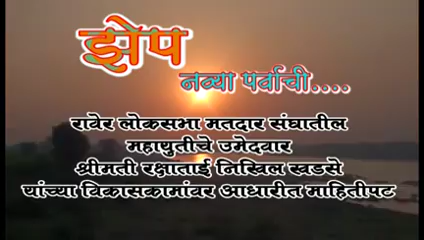 झेप
नव्या पर्वाची....
रावेर लोकसभा मतदार संघातील
महायुतीचे उमेदवार
श्रीमती रक्षाताई निखिल खडसे
यांच्या विकासकामांवर आधारीत माहितीपट